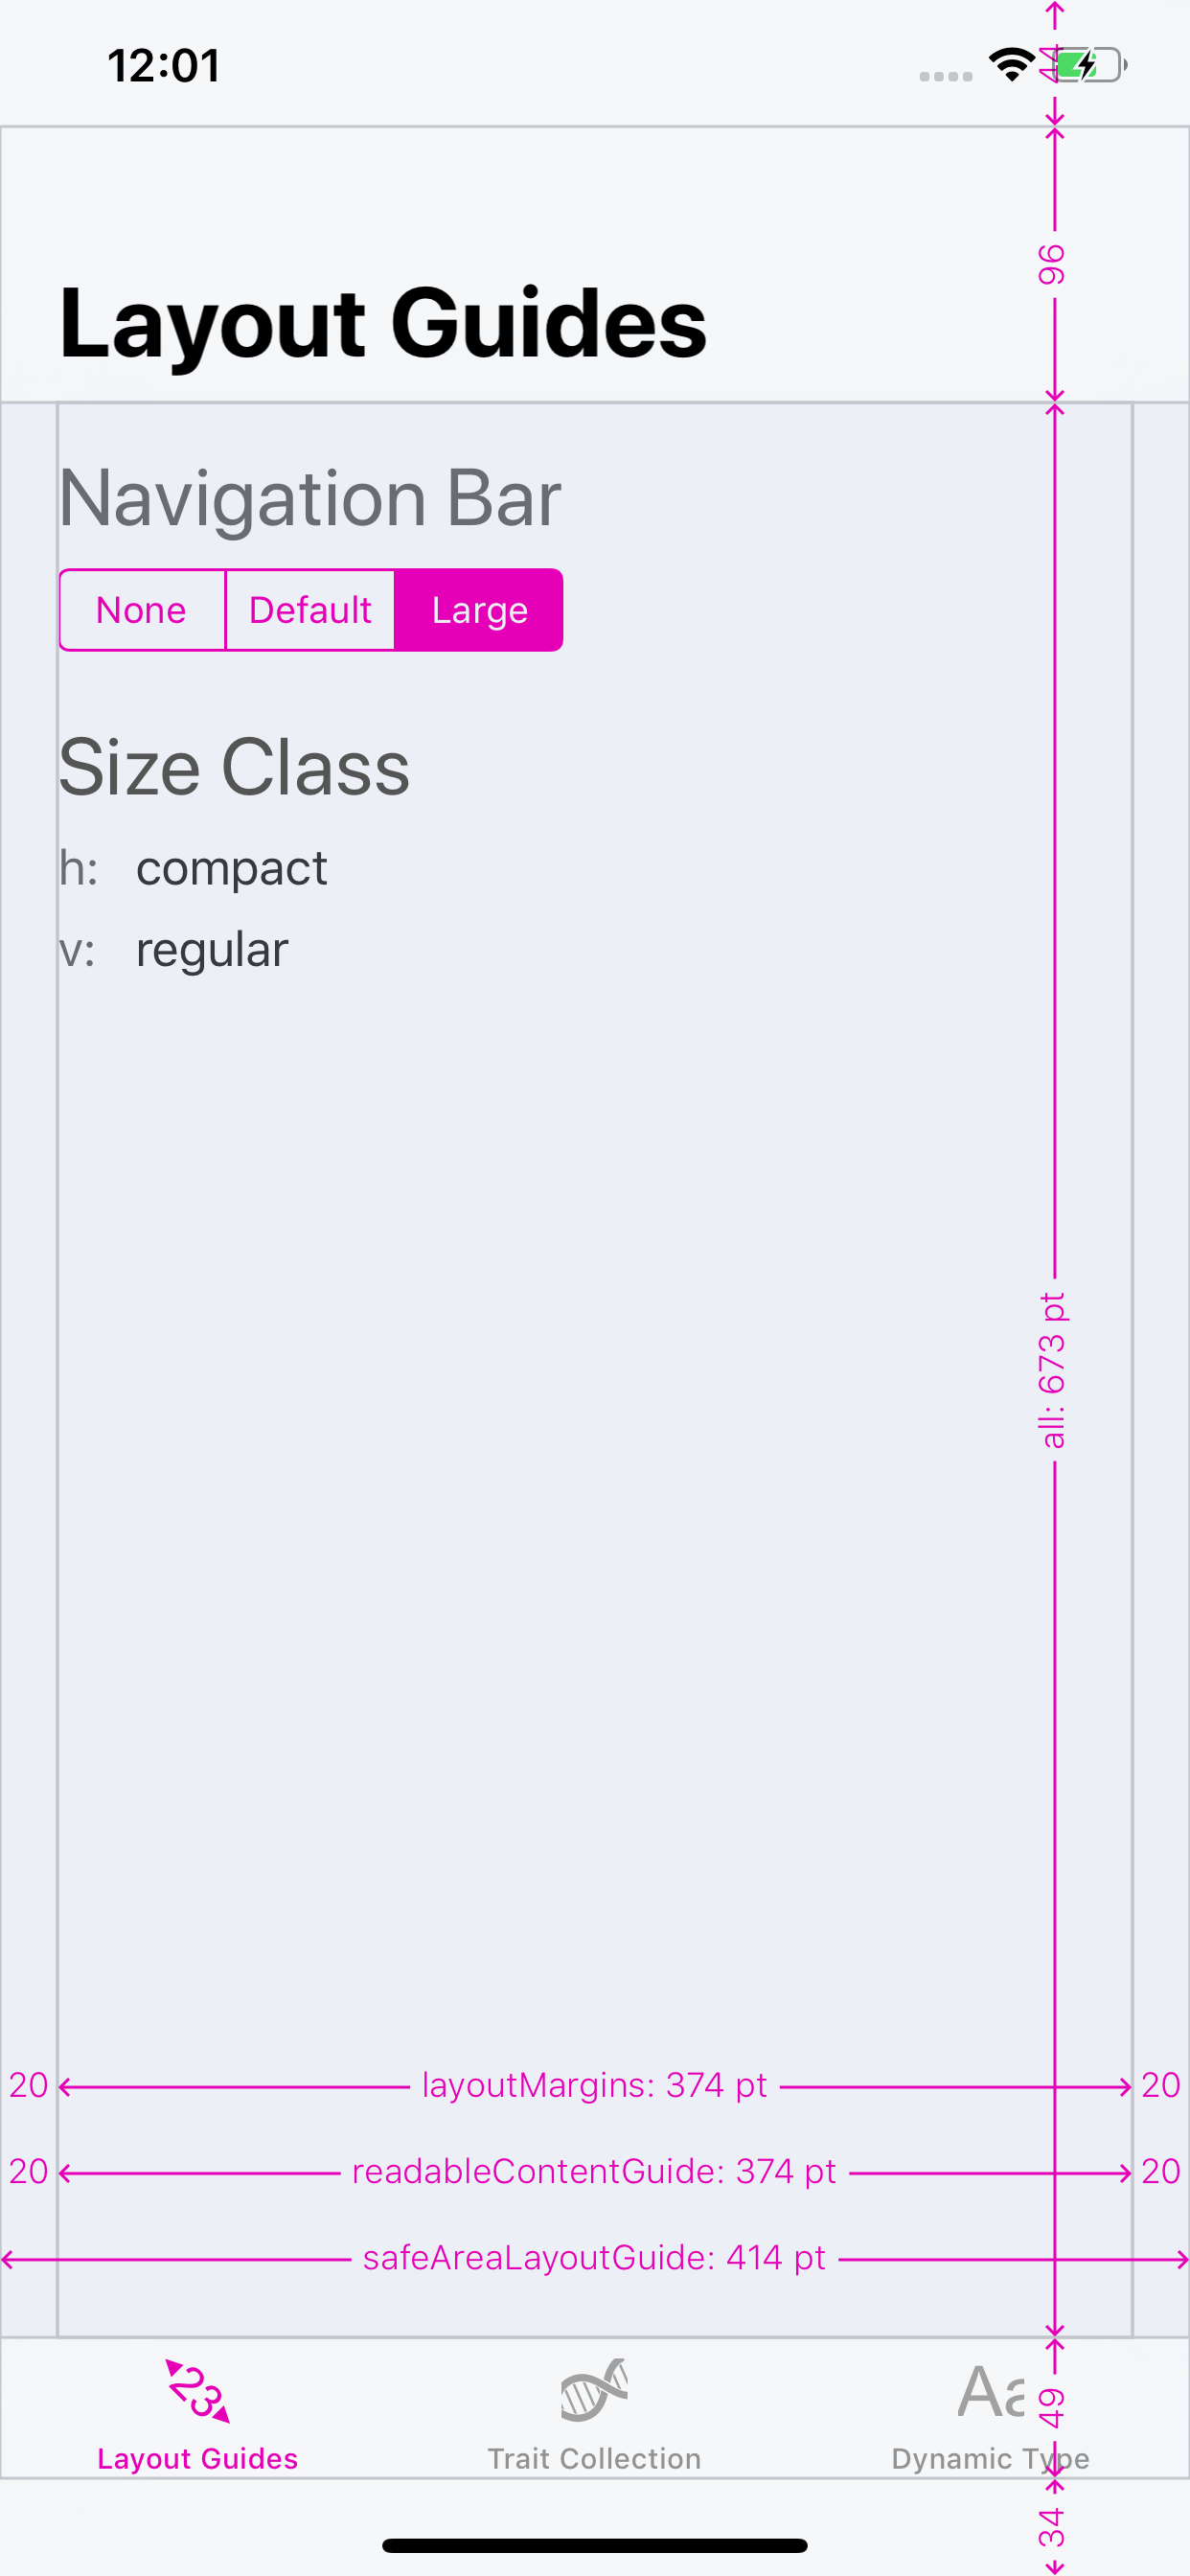 12:01
44
96
Layout Guides
Navigation Bar
None Default Large
Size Class
h: compact
v: regular
all: 673 pt
20 layoutMargins: 374 pt 20
20 readableContentGuide: 374 pt 20
safeAreaLayoutGuide: 414 pt
23 Aa 49
Layout Guides Trait Collection Dynamic Type
34